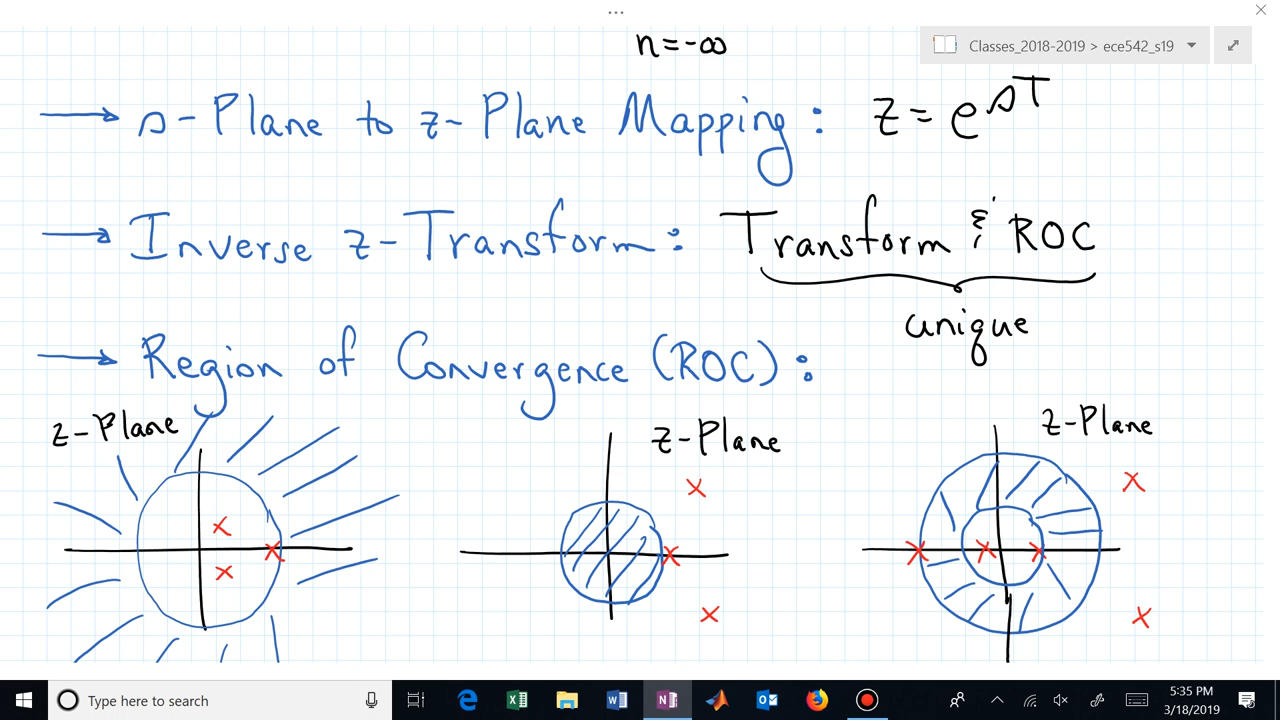 n=-∞
Classes_2018-2019 > ece542_s19
→ s-Plane to z-Plane Mapping: z = e^sT
→ Inverse z-Transform: Transform & ROC
unique
→ Region of Convergence (ROC):
z-Plane
z-Plane
z-Plane
Type here to search
5:35 PM
3/18/2019